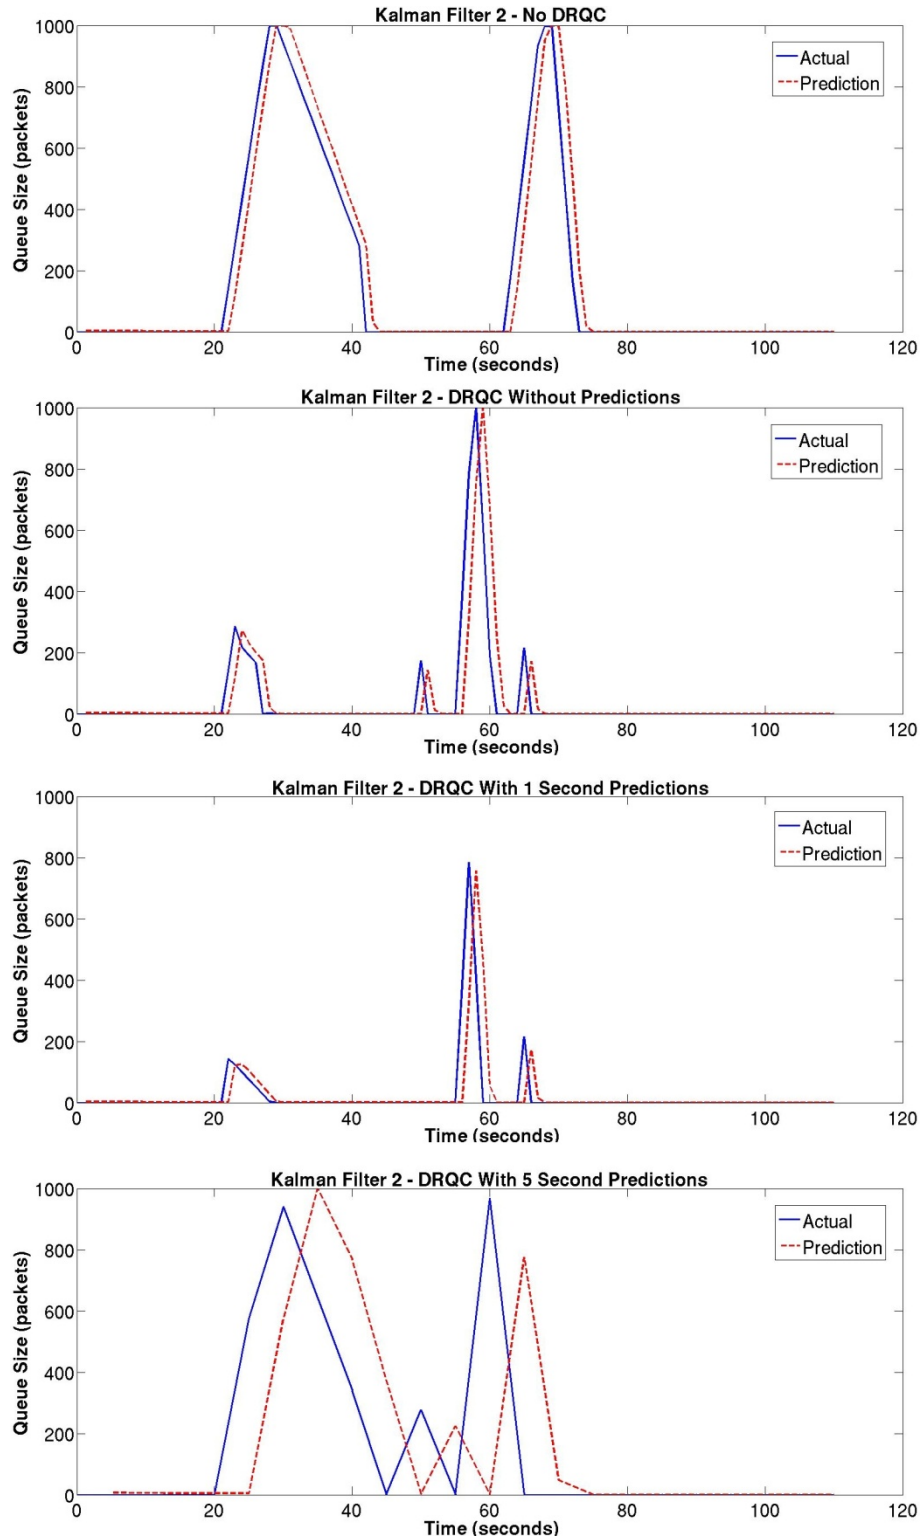 Kalman Filter 2 - No DRQC
1000
800
600
400
200
0
Queue Size (packets)
Actual
Prediction
0 20 40 60 80 100 120
Time (seconds)
Kalman Filter 2 - DRQC Without Predictions
1000
800
600
400
200
0
Queue Size (packets)
Actual
Prediction
0 20 40 60 80 100 120
Time (seconds)
Kalman Filter 2 - DRQC With 1 Second Predictions
1000
800
600
400
200
0
Queue Size (packets)
Actual
Prediction
0 20 40 60 80 100 120
Time (seconds)
Kalman Filter 2 - DRQC With 5 Second Predictions
1000
800
600
400
200
0
Queue Size (packets)
Actual
Prediction
0 20 40 60 80 100 120
Time (seconds)